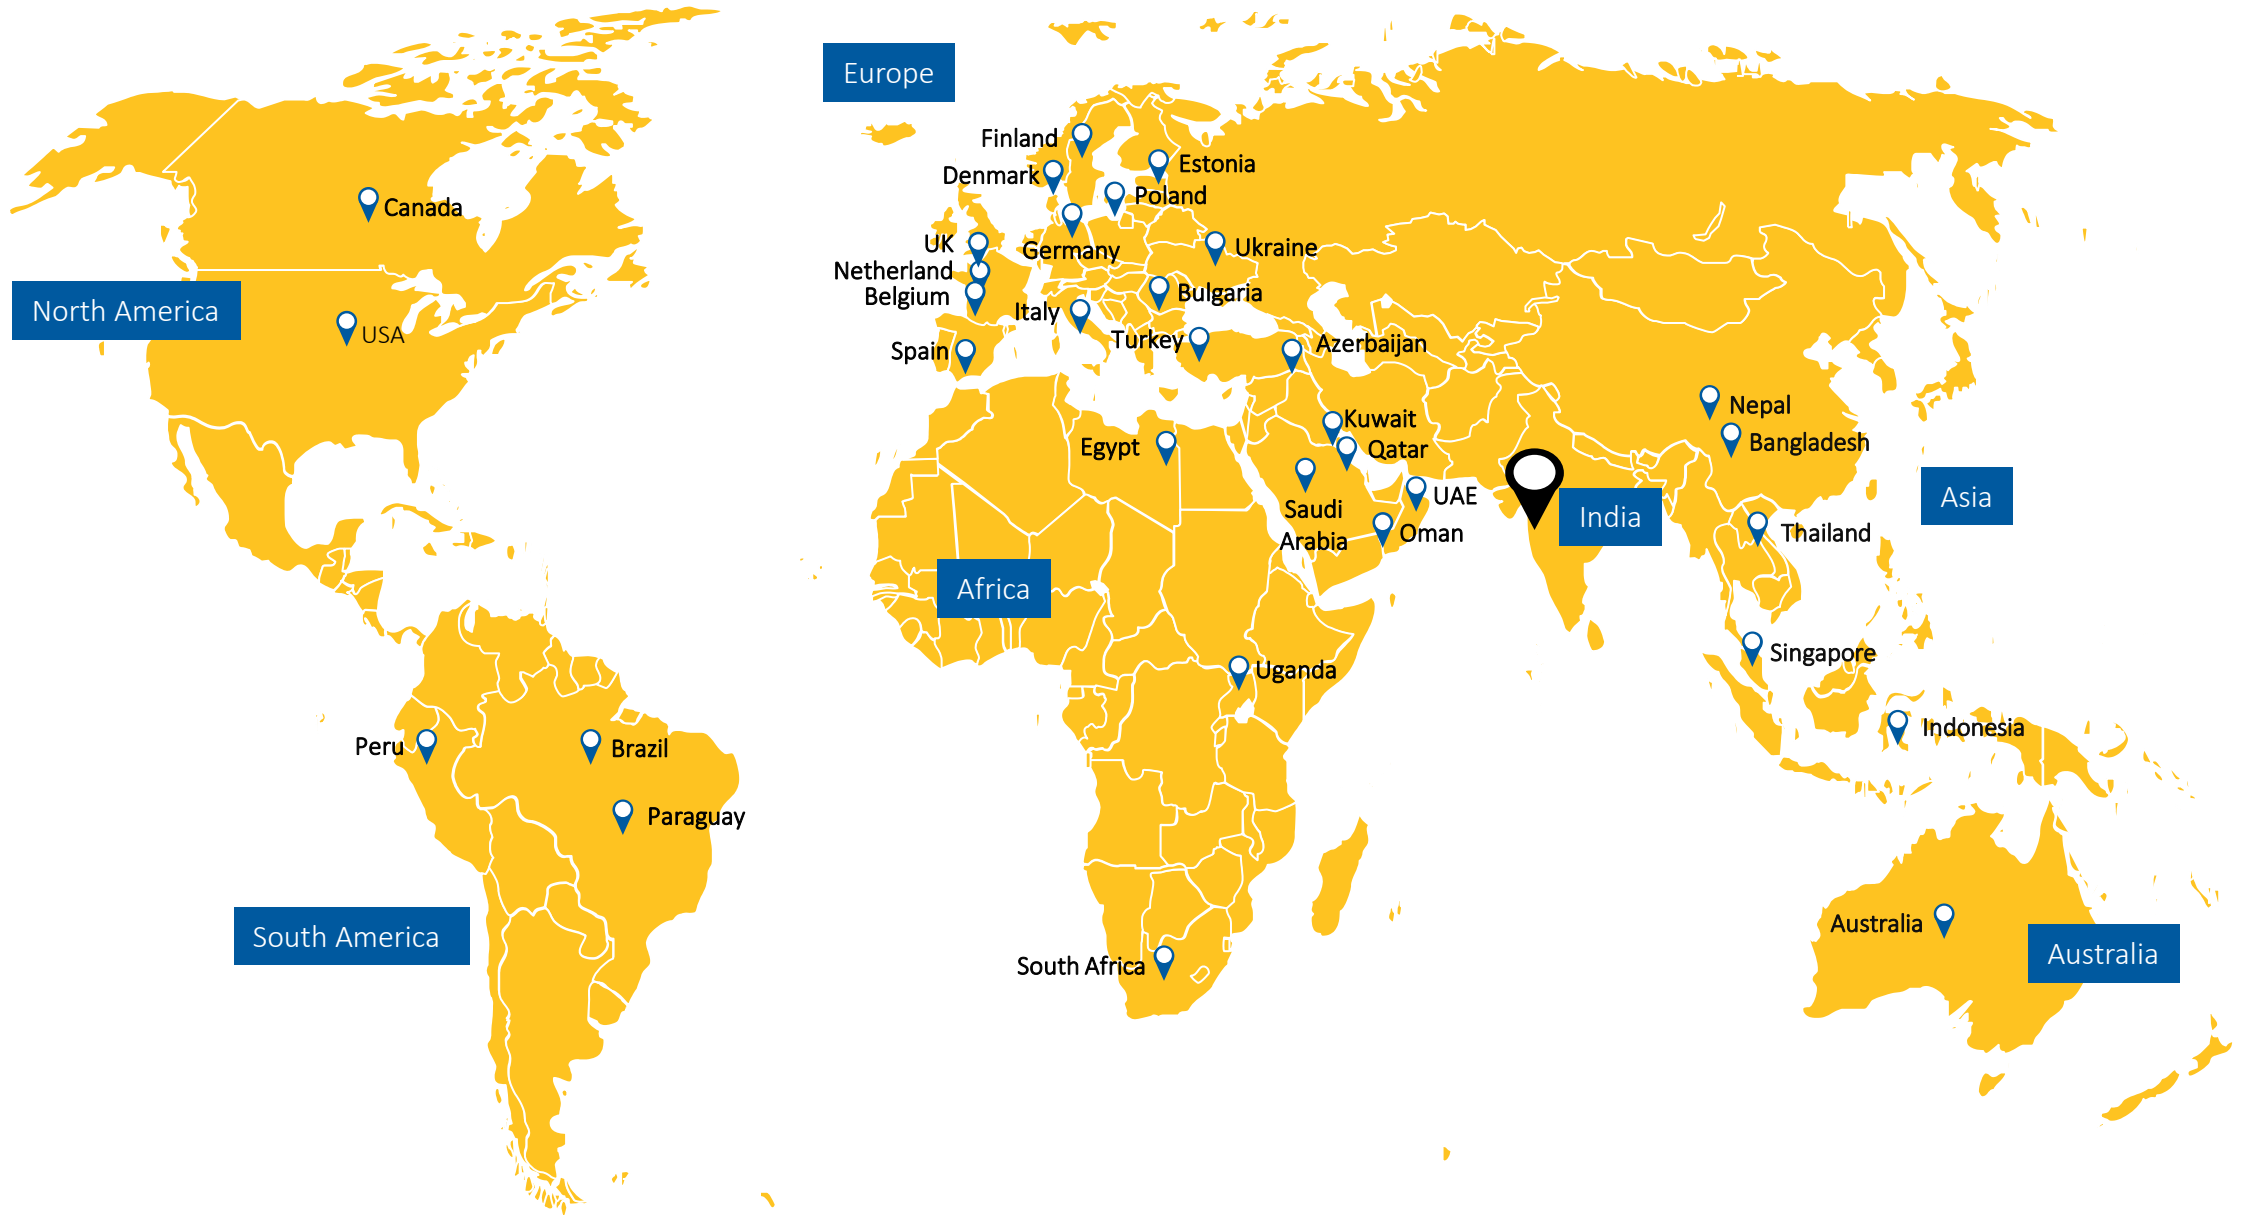 Europe
Finland
Denmark
Estonia
Poland
Canada
UK
Germany
Ukraine
Netherland
Belgium
Bulgaria
North America
Italy
USA
Turkey
Azerbaijan
Spain
Nepal
Kuwait
Bangladesh
Egypt
Qatar
UAE
Asia
Saudi
Arabia
India
Oman
Thailand
Africa
Singapore
Uganda
Indonesia
Peru
Brazil
Paraguay
Australia
South America
Australia
South Africa